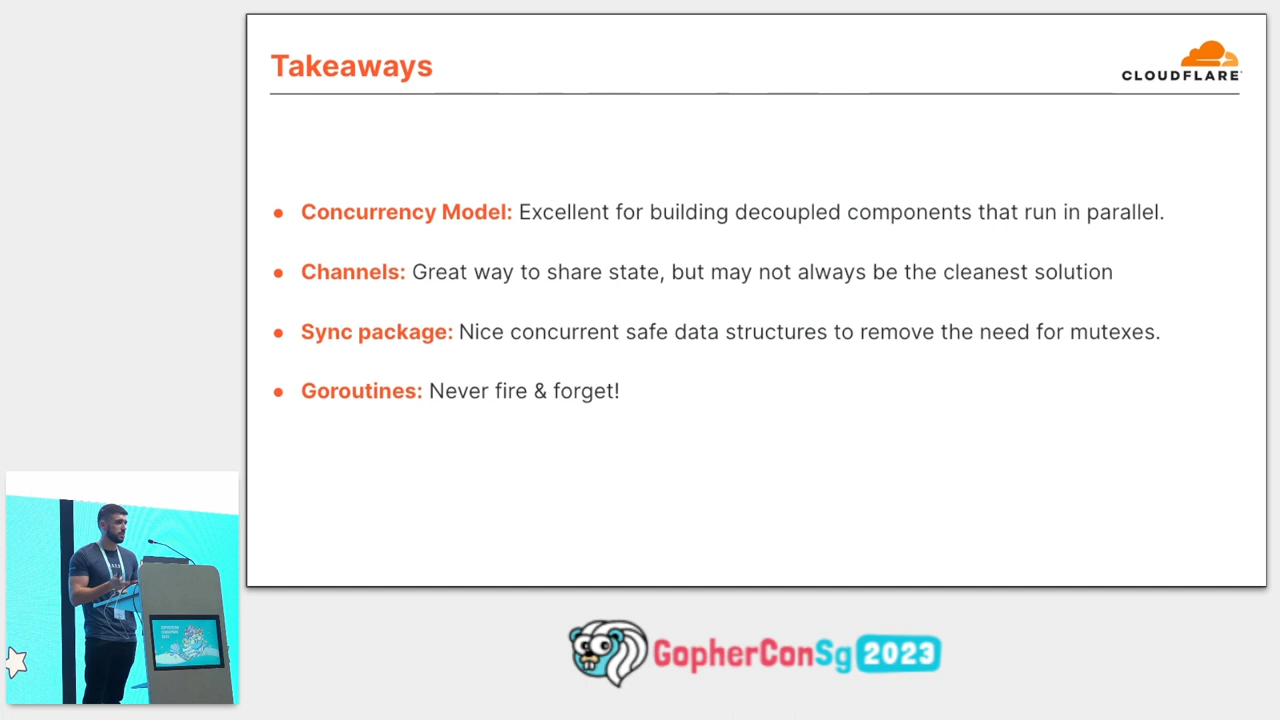 Takeaways
CLOUDFLARE
● Concurrency Model: Excellent for building decoupled components that run in parallel.
● Channels: Great way to share state, but may not always be the cleanest solution
● Sync package: Nice concurrent safe data structures to remove the need for mutexes.
● Goroutines: Never fire & forget!
GopherConSg 2023